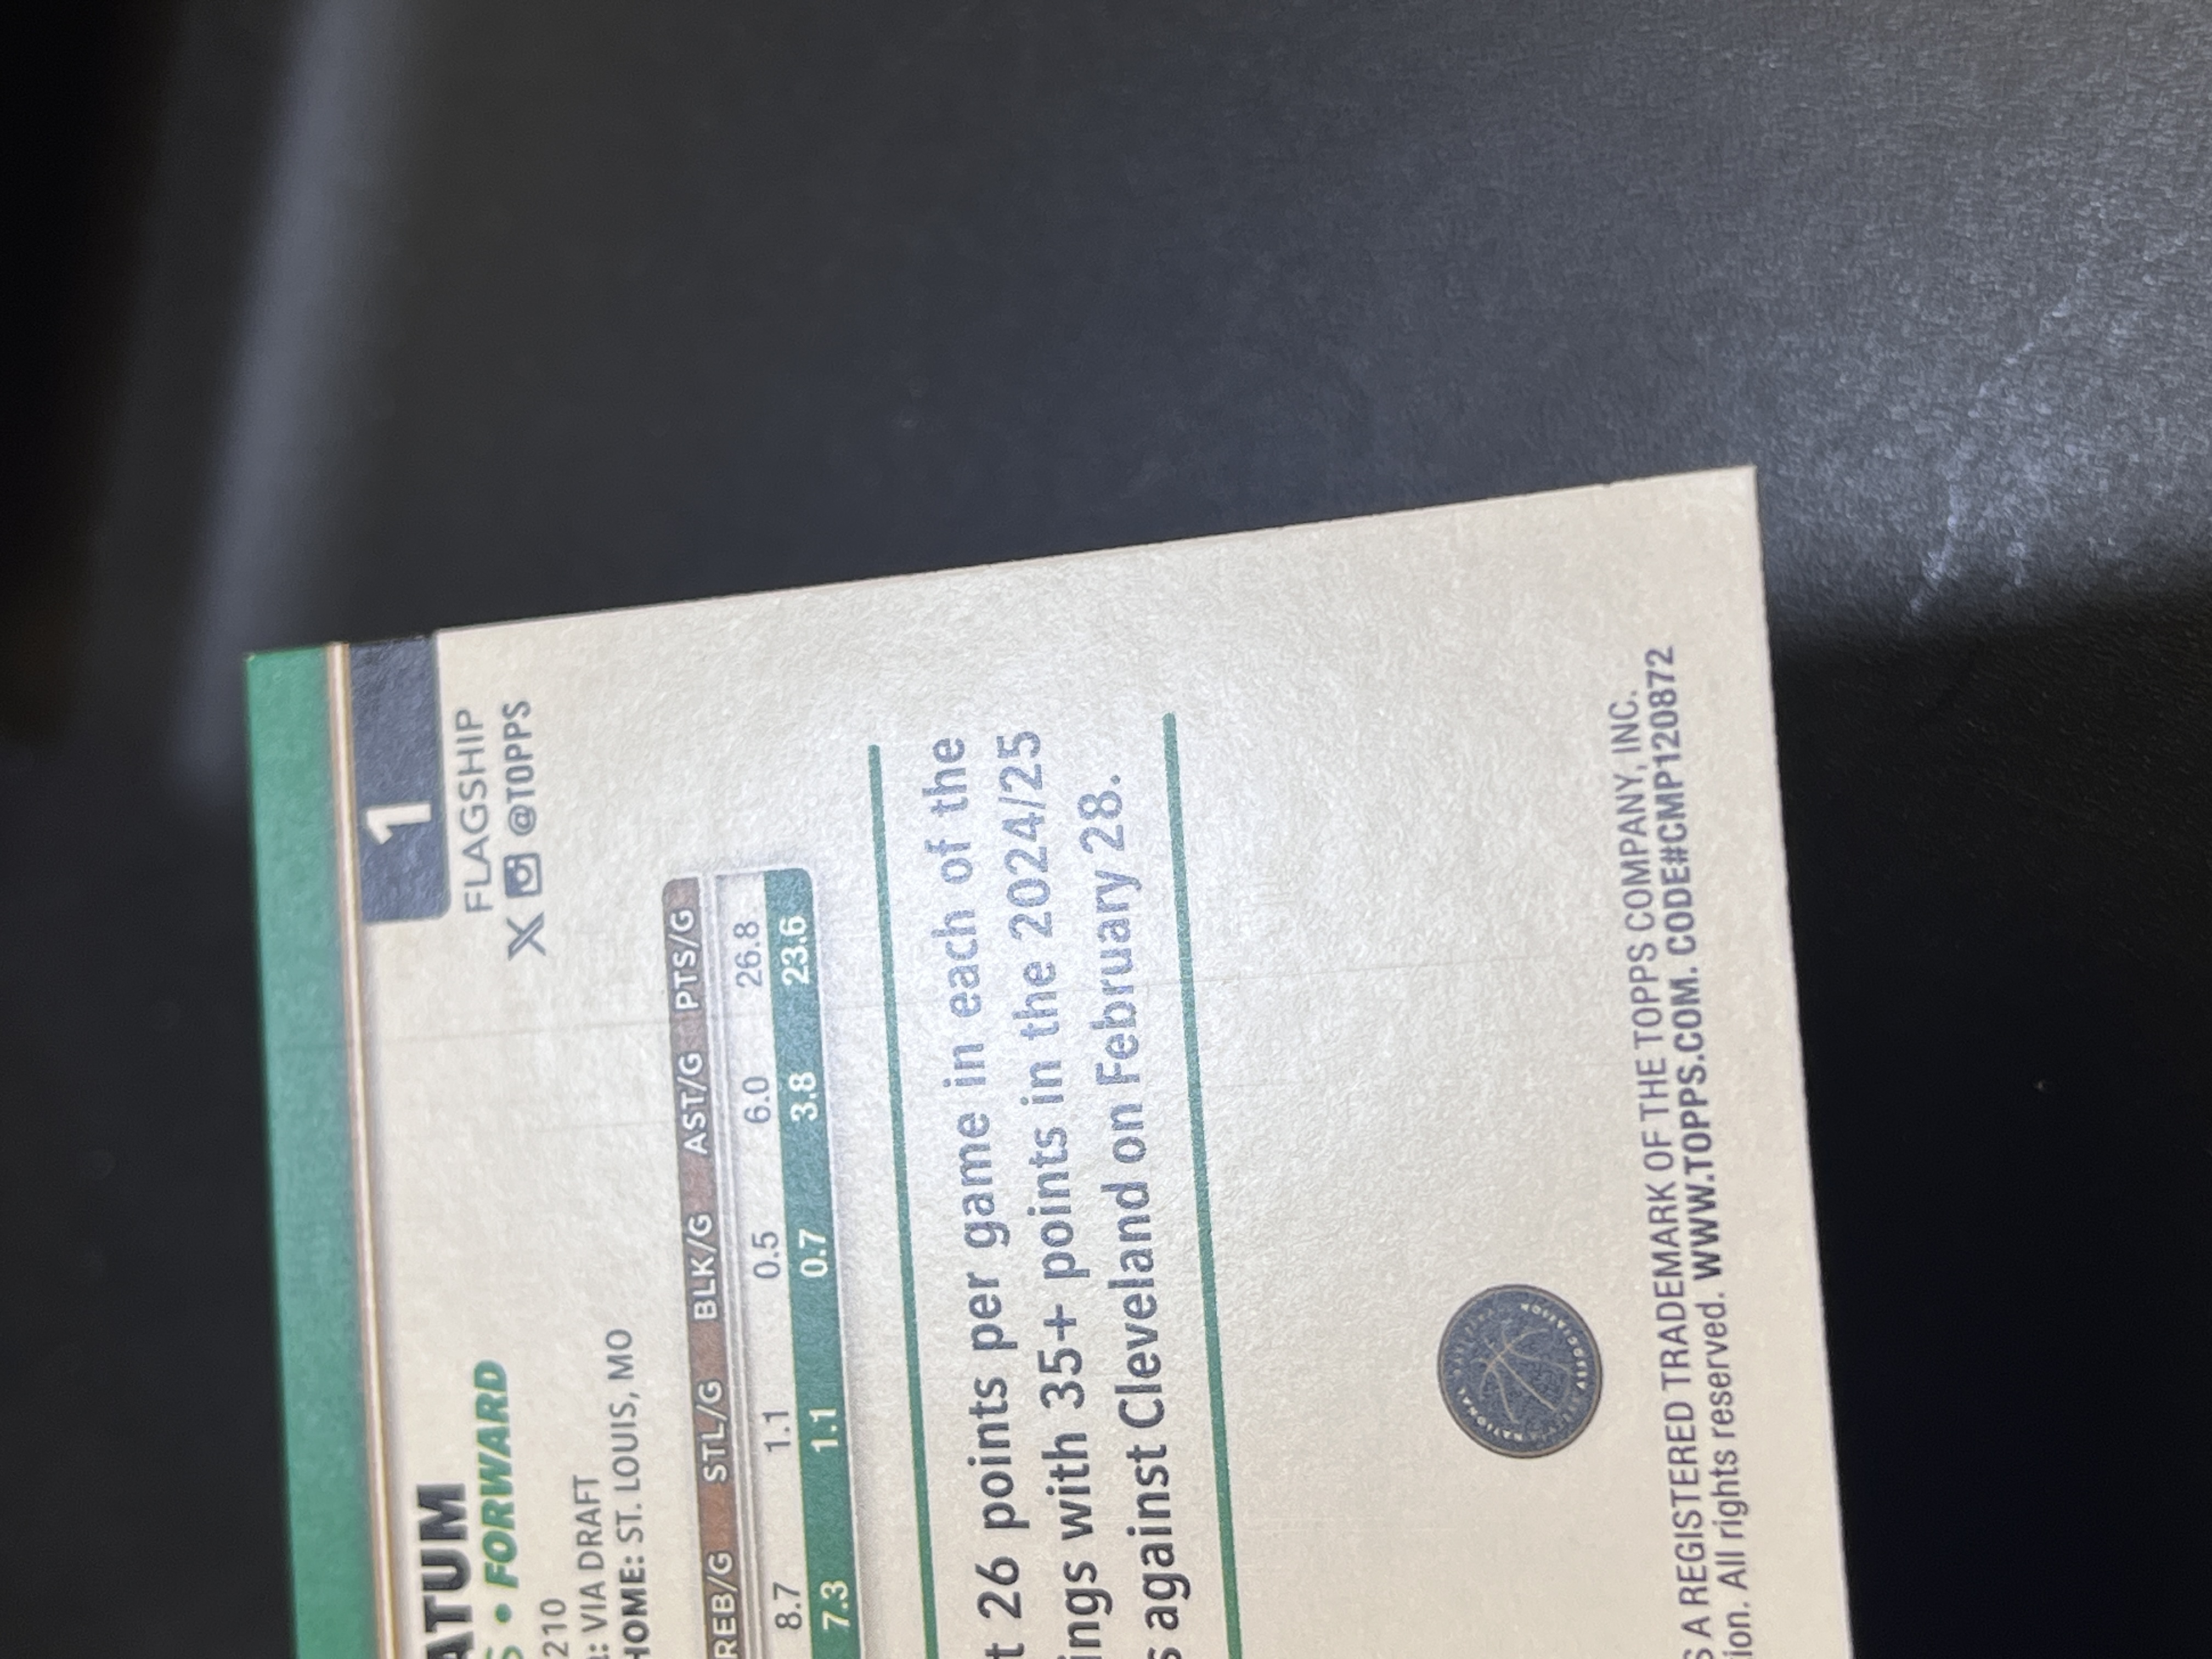 1
FLAGSHIP
X @TOPPS
ATUM
S • FORWARD
210
: VIA DRAFT
HOME: ST. LOUIS, MO
REB/G STL/G BLK/G AST/G PTS/G
8.7 1.1 0.5 6.0 26.8
7.3 1.1 0.7 3.8 23.6
t 26 points per game in each of the
ings with 35+ points in the 2024/25
s against Cleveland on February 28.
NATIONAL
S A REGISTERED TRADEMARK OF THE TOPPS COMPANY, INC.
ion. All rights reserved. WWW.TOPPS.COM. CODE#CMP120872